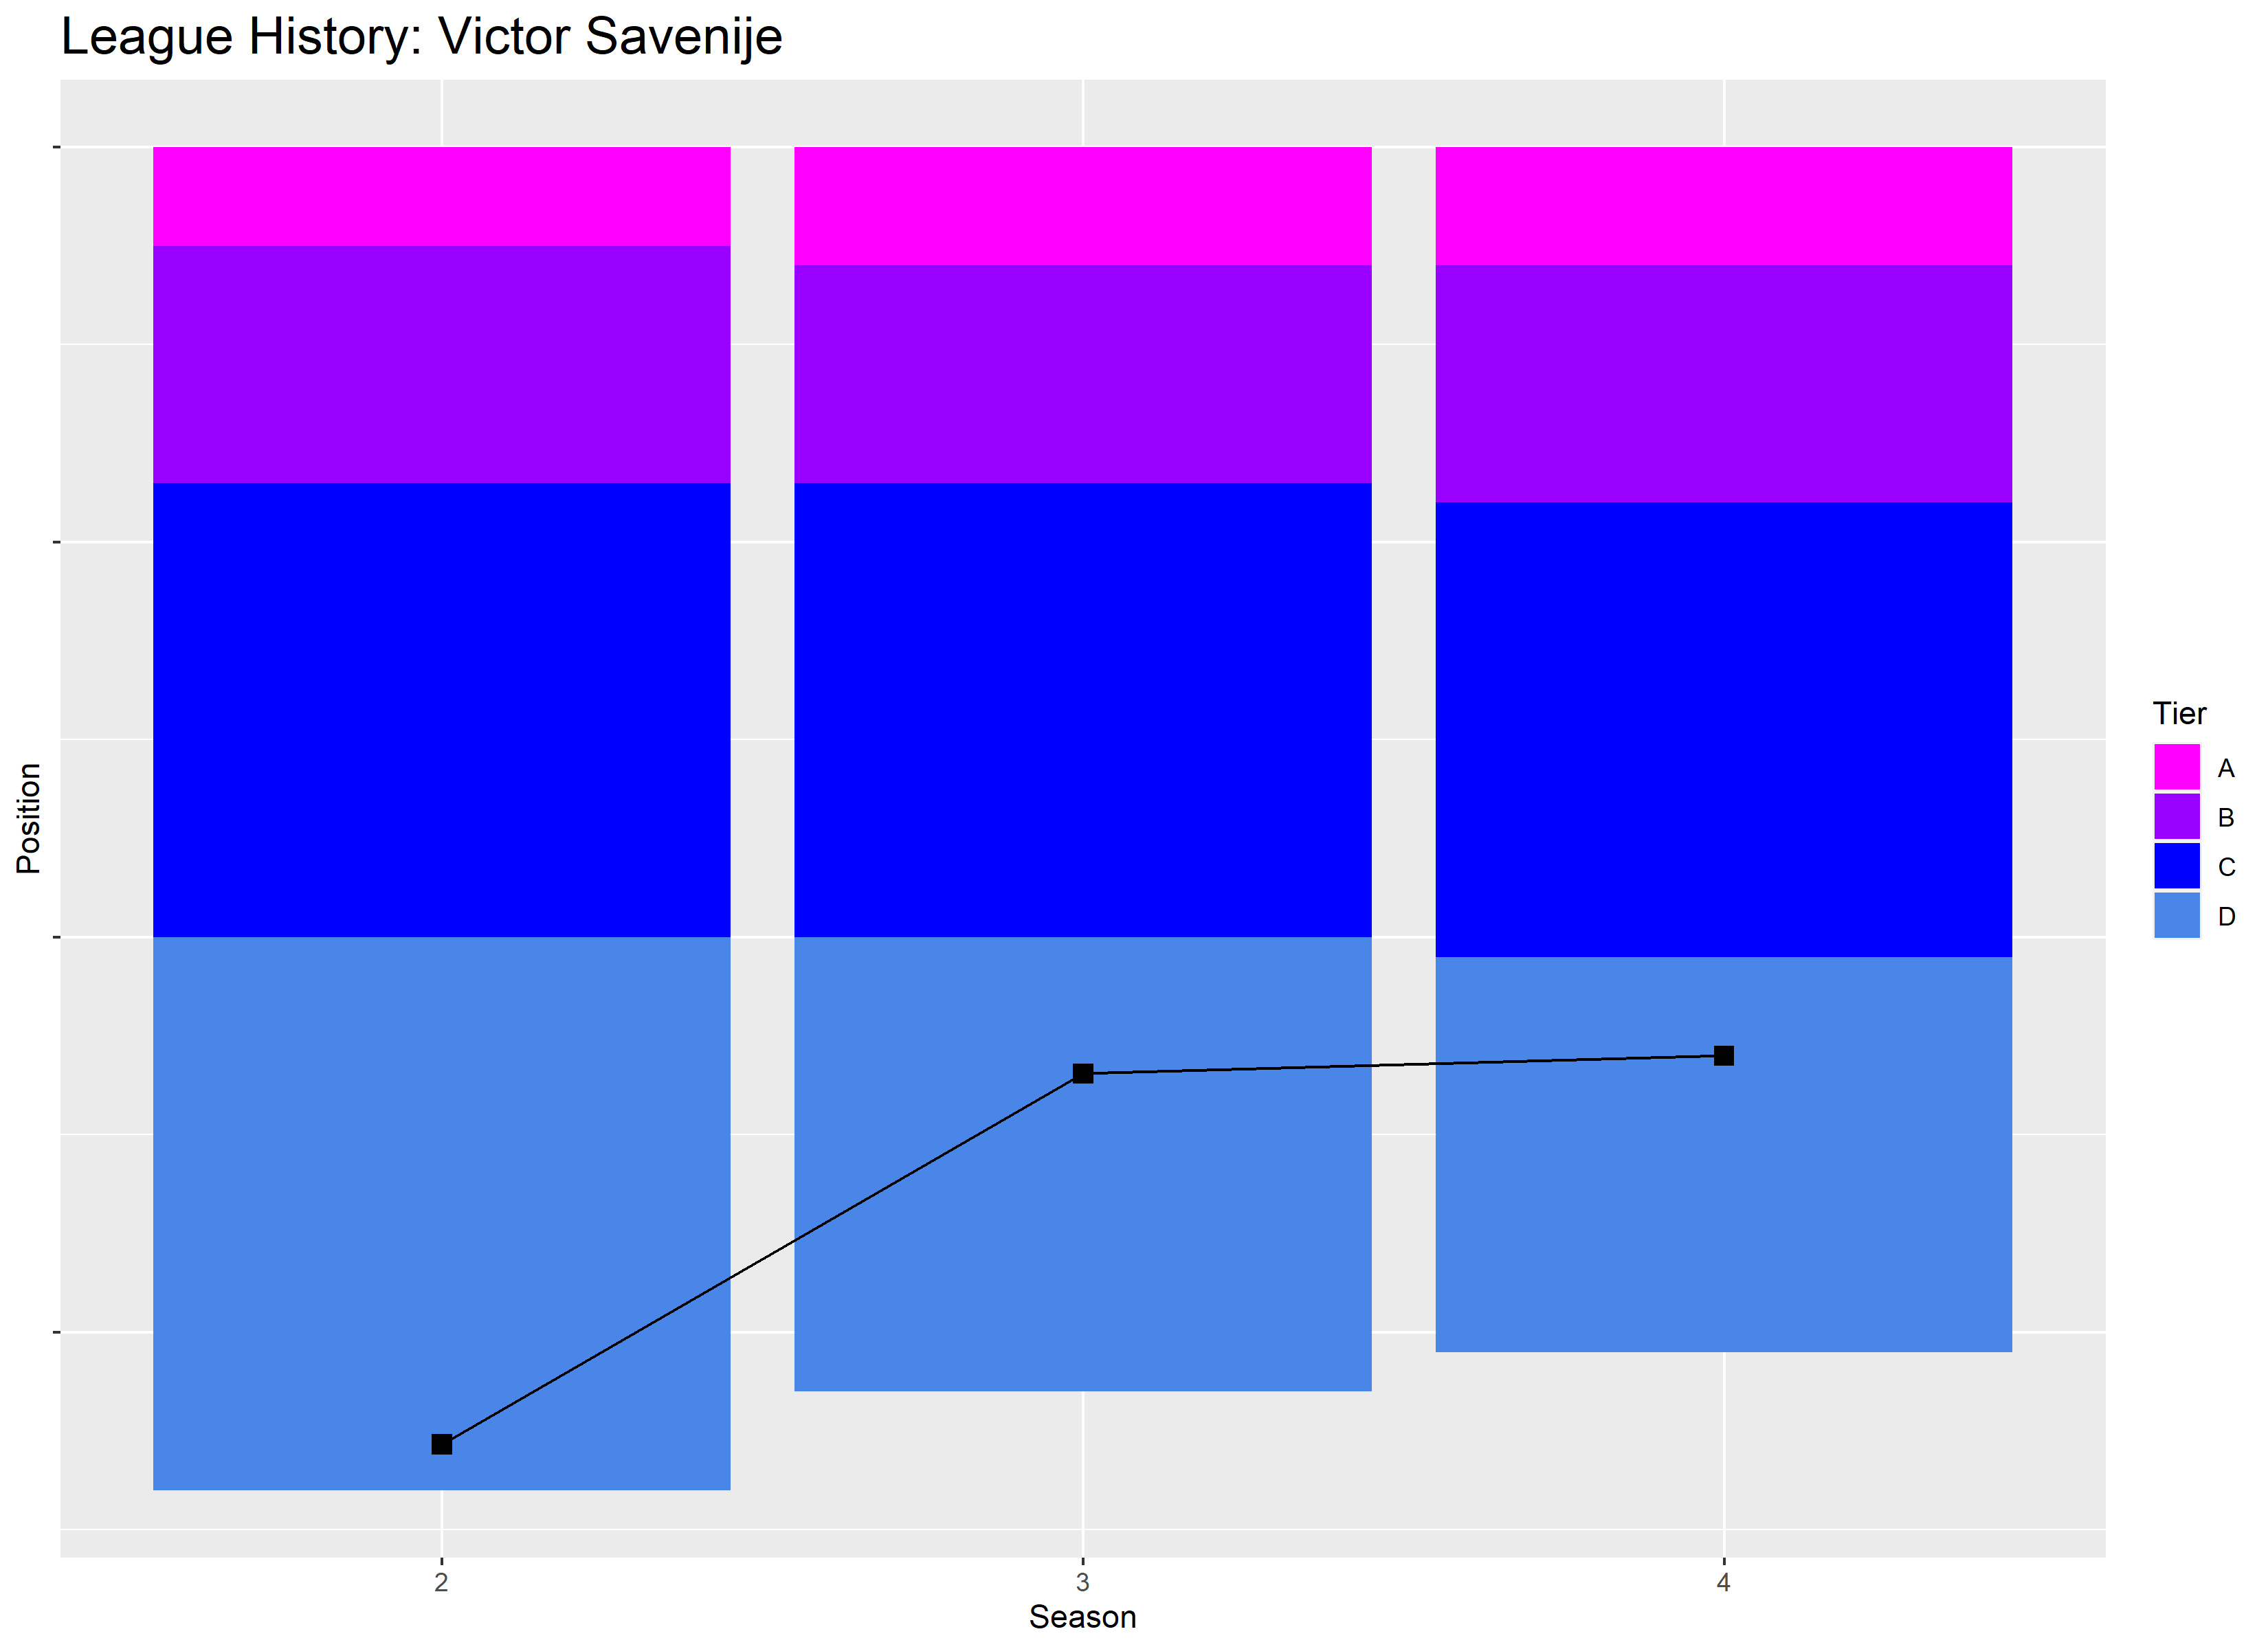 League History: Victor Savenije
Position
2
3
4
Season
Tier
A
B
C
D